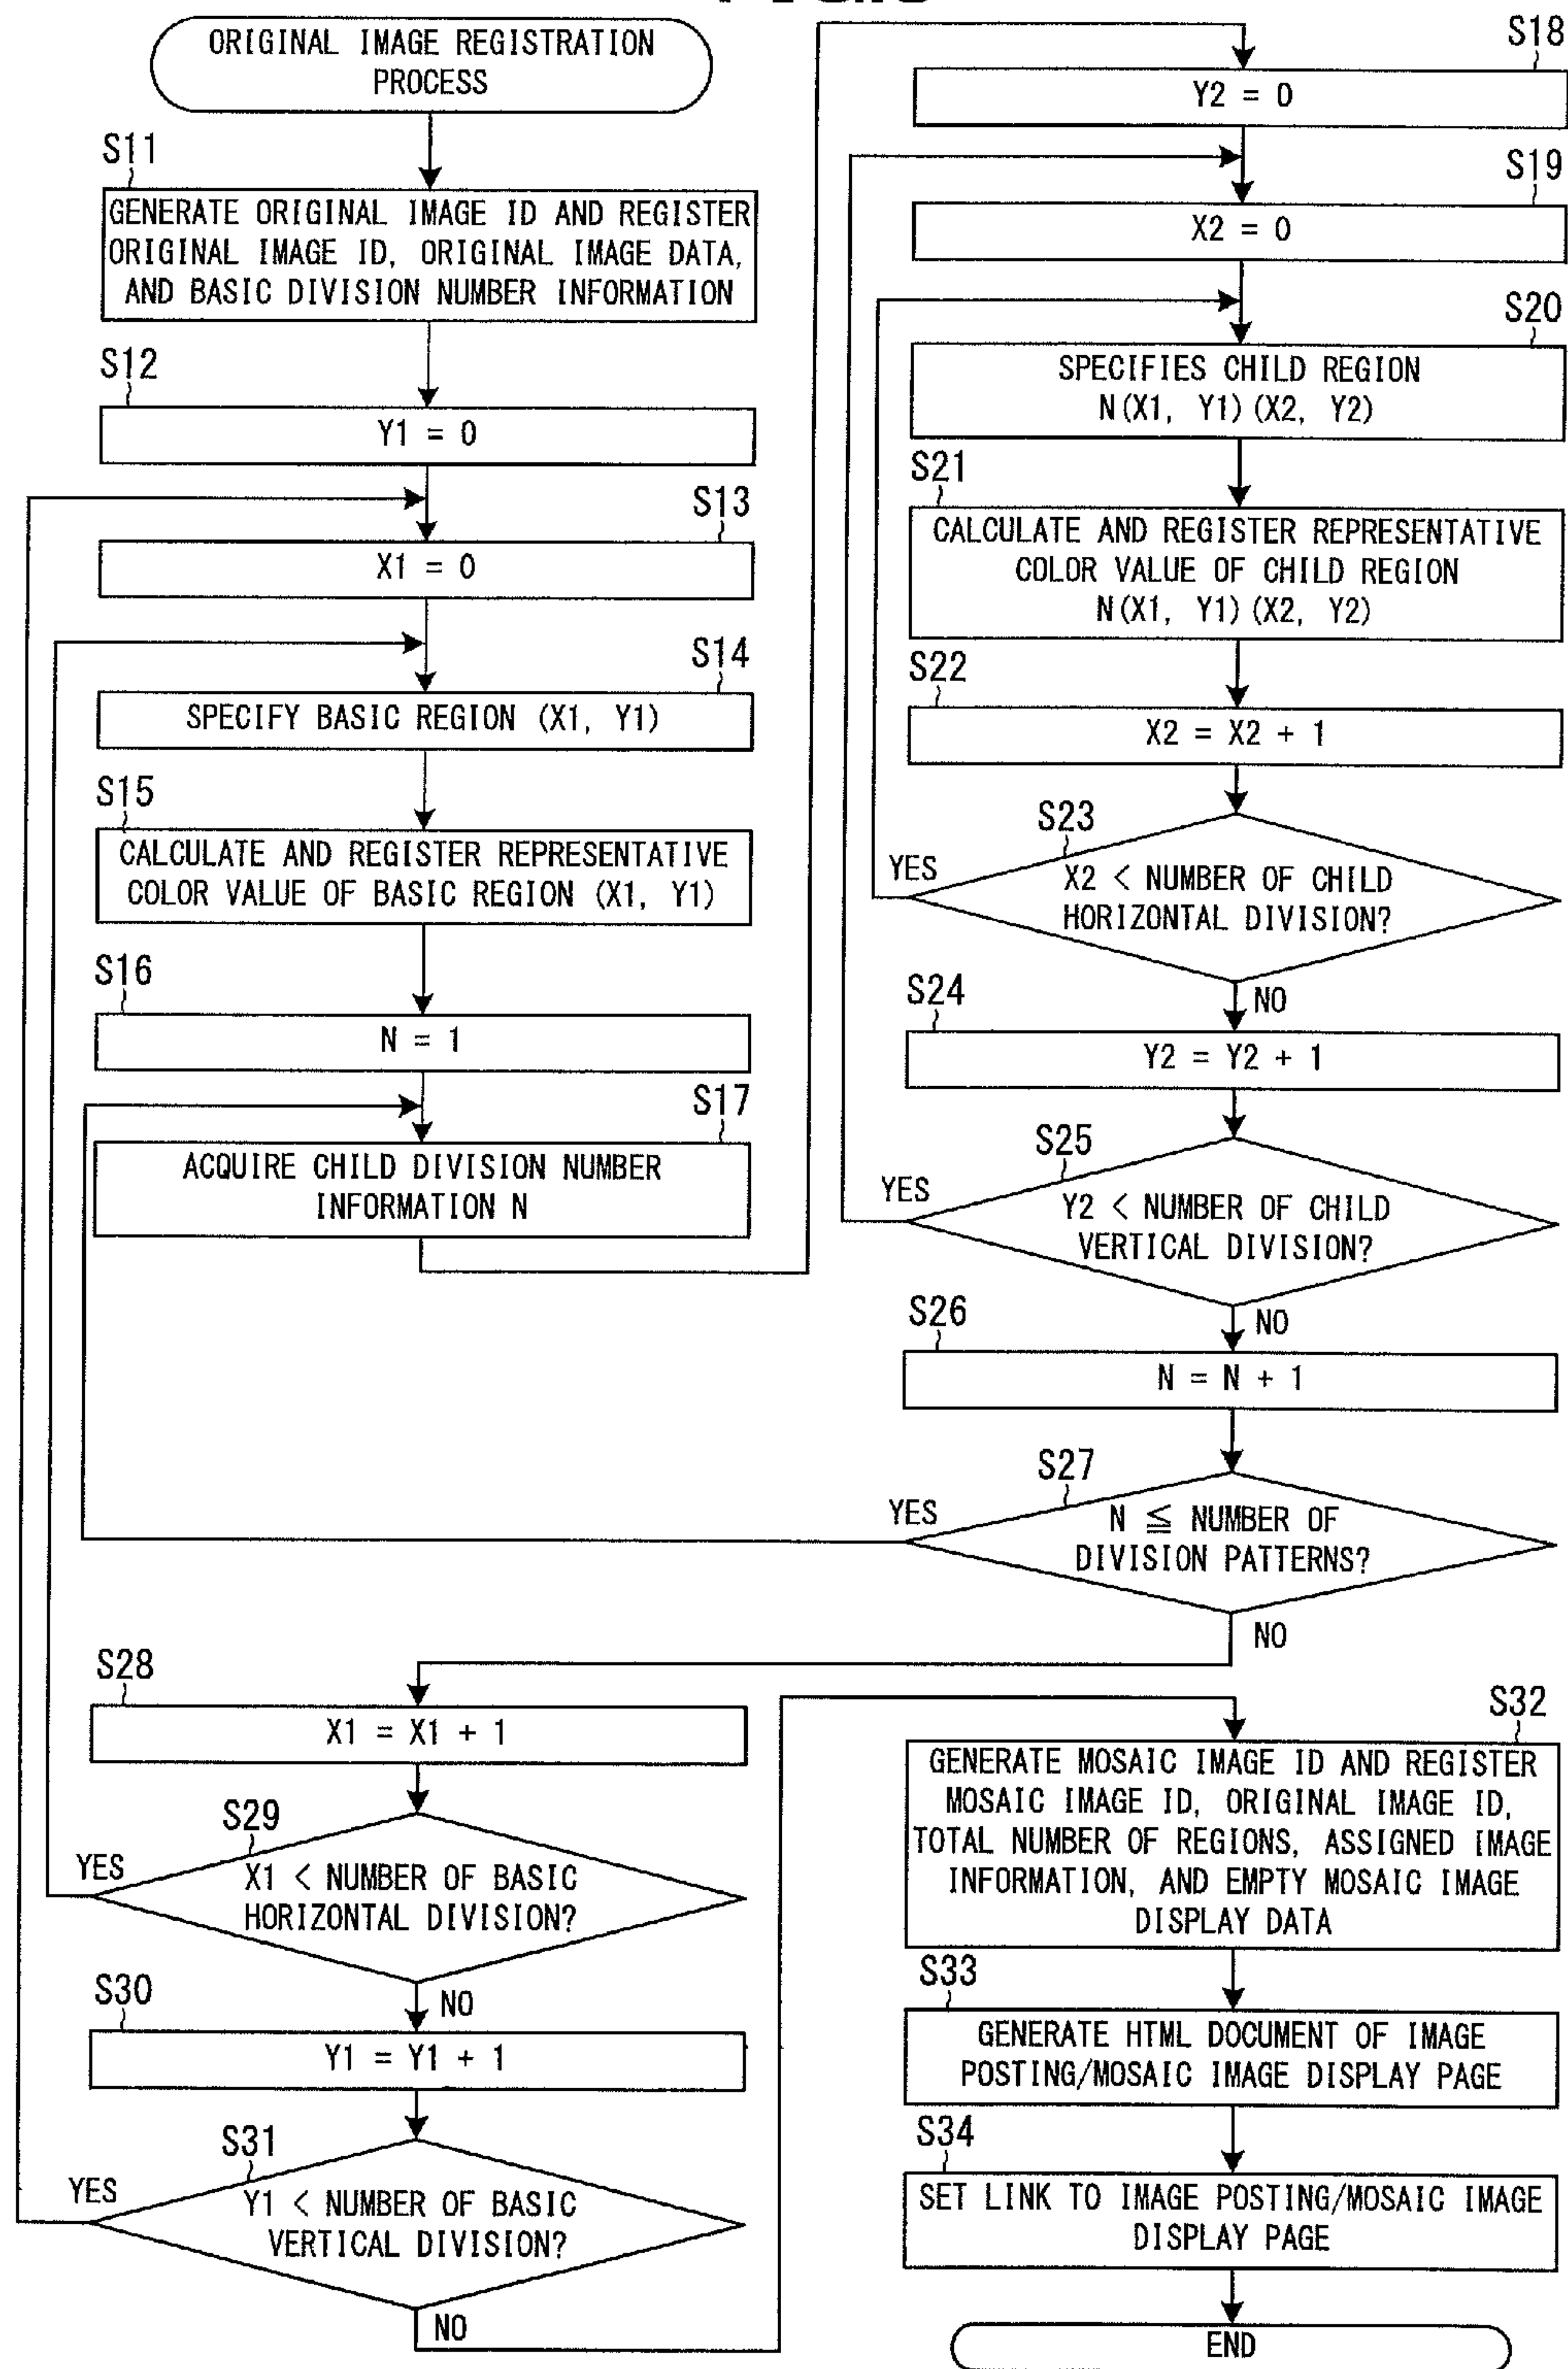 ORIGINAL IMAGE REGISTRATION
PROCESS
S11
GENERATE ORIGINAL IMAGE ID AND REGISTER
ORIGINAL IMAGE ID, ORIGINAL IMAGE DATA,
AND BASIC DIVISION NUMBER INFORMATION
S12
Y1 = 0
S13
X1 = 0
S14
SPECIFY BASIC REGION (X1, Y1)
S15
CALCULATE AND REGISTER REPRESENTATIVE
COLOR VALUE OF BASIC REGION (X1, Y1)
S16
N = 1
S17
ACQUIRE CHILD DIVISION NUMBER
INFORMATION N
S18
Y2 = 0
S19
X2 = 0
S20
SPECIFIES CHILD REGION
N(X1, Y1)(X2, Y2)
S21
CALCULATE AND REGISTER REPRESENTATIVE
COLOR VALUE OF CHILD REGION
N(X1, Y1)(X2, Y2)
S22
X2 = X2 + 1
S23
YES
X2 < NUMBER OF CHILD
HORIZONTAL DIVISION?
NO
S24
Y2 = Y2 + 1
S25
YES
Y2 < NUMBER OF CHILD
VERTICAL DIVISION?
NO
S26
N = N + 1
S27
YES
N ≦ NUMBER OF
DIVISION PATTERNS?
NO
S28
X1 = X1 + 1
S29
YES
X1 < NUMBER OF BASIC
HORIZONTAL DIVISION?
NO
S30
Y1 = Y1 + 1
S31
YES
Y1 < NUMBER OF BASIC
VERTICAL DIVISION?
NO
S32
GENERATE MOSAIC IMAGE ID AND REGISTER
MOSAIC IMAGE ID, ORIGINAL IMAGE ID,
TOTAL NUMBER OF REGIONS, ASSIGNED IMAGE
INFORMATION, AND EMPTY MOSAIC IMAGE
DISPLAY DATA
S33
GENERATE HTML DOCUMENT OF IMAGE
POSTING/MOSAIC IMAGE DISPLAY PAGE
S34
SET LINK TO IMAGE POSTING/MOSAIC IMAGE
DISPLAY PAGE
END